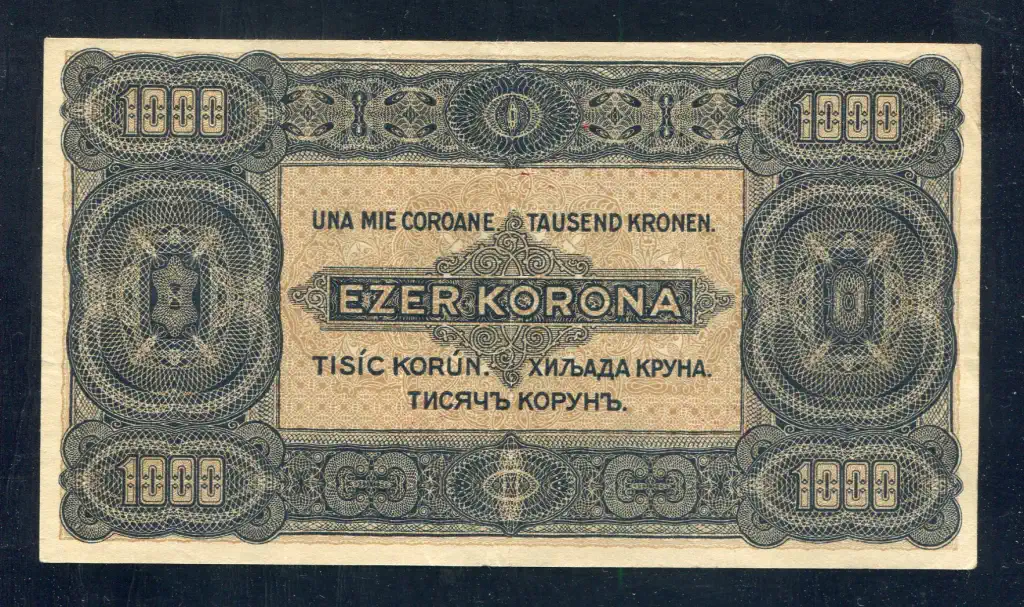 1000 1000
UNA MIE COROANE TAUSEND KRONEN.
EZER KORONA
TISÍC KORÚN. ХИЉАДА КРУНА.
ТИСЯЧЪ КОРУНЪ.
1000 1000